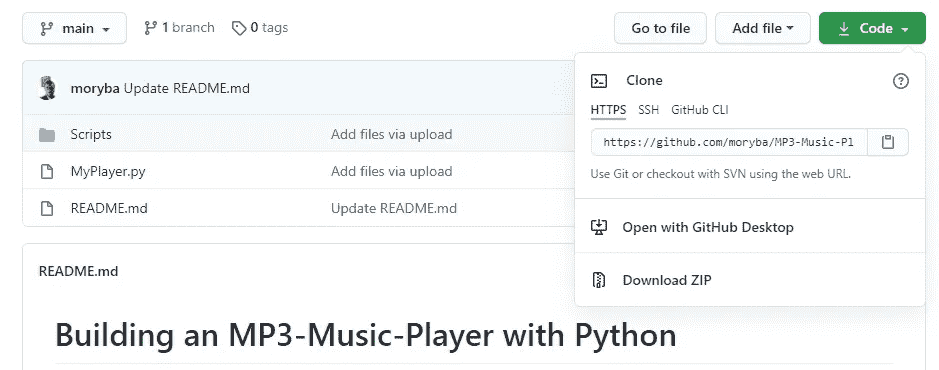 main 1 branch 0 tags Go to file Add file Code
moryba Update README.md
Scripts Add files via upload
MyPlayer.py Add files via upload
README.md Update README.md
Clone
HTTPS SSH GitHub CLI
https://github.com/moryba/MP3-Music-Pl
Use Git or checkout with SVN using the web URL.
Open with GitHub Desktop
Download ZIP
README.md
Building an MP3-Music-Player with Python